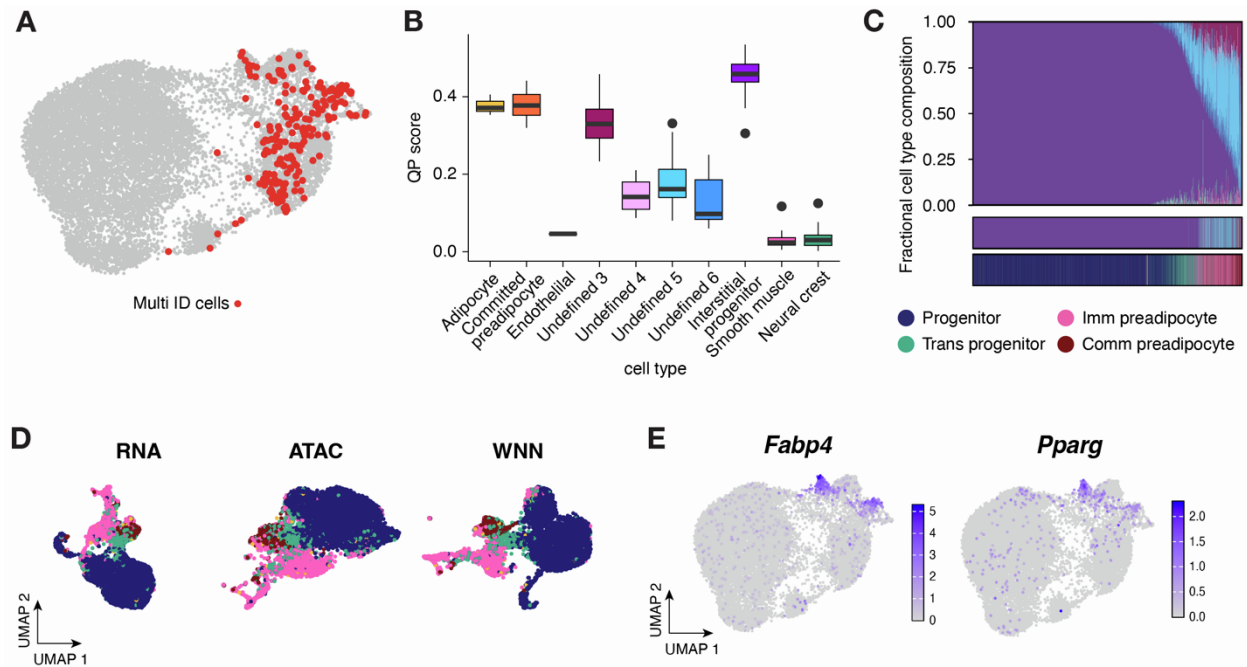 A
Multi ID cells
B
QP score
0.4
0.2
0.0
Adipocyte
Committed
preadipocyte
Endothelilal
Undefined 3
Undefined 4
Undefined 5
Undefined 6
Interstitial
progenitor
Smooth muscle
Neural crest
cell type
C
Fractional cell type composition
1.00
0.75
0.50
0.25
0.00
Progenitor
Imm preadipocyte
Trans progenitor
Comm preadipocyte
D
RNA
ATAC
WNN
UMAP 2
UMAP 1
E
Fabp4
Pparg
5
4
3
2
1
0
2.0
1.5
1.0
0.5
0.0
UMAP 2
UMAP 1